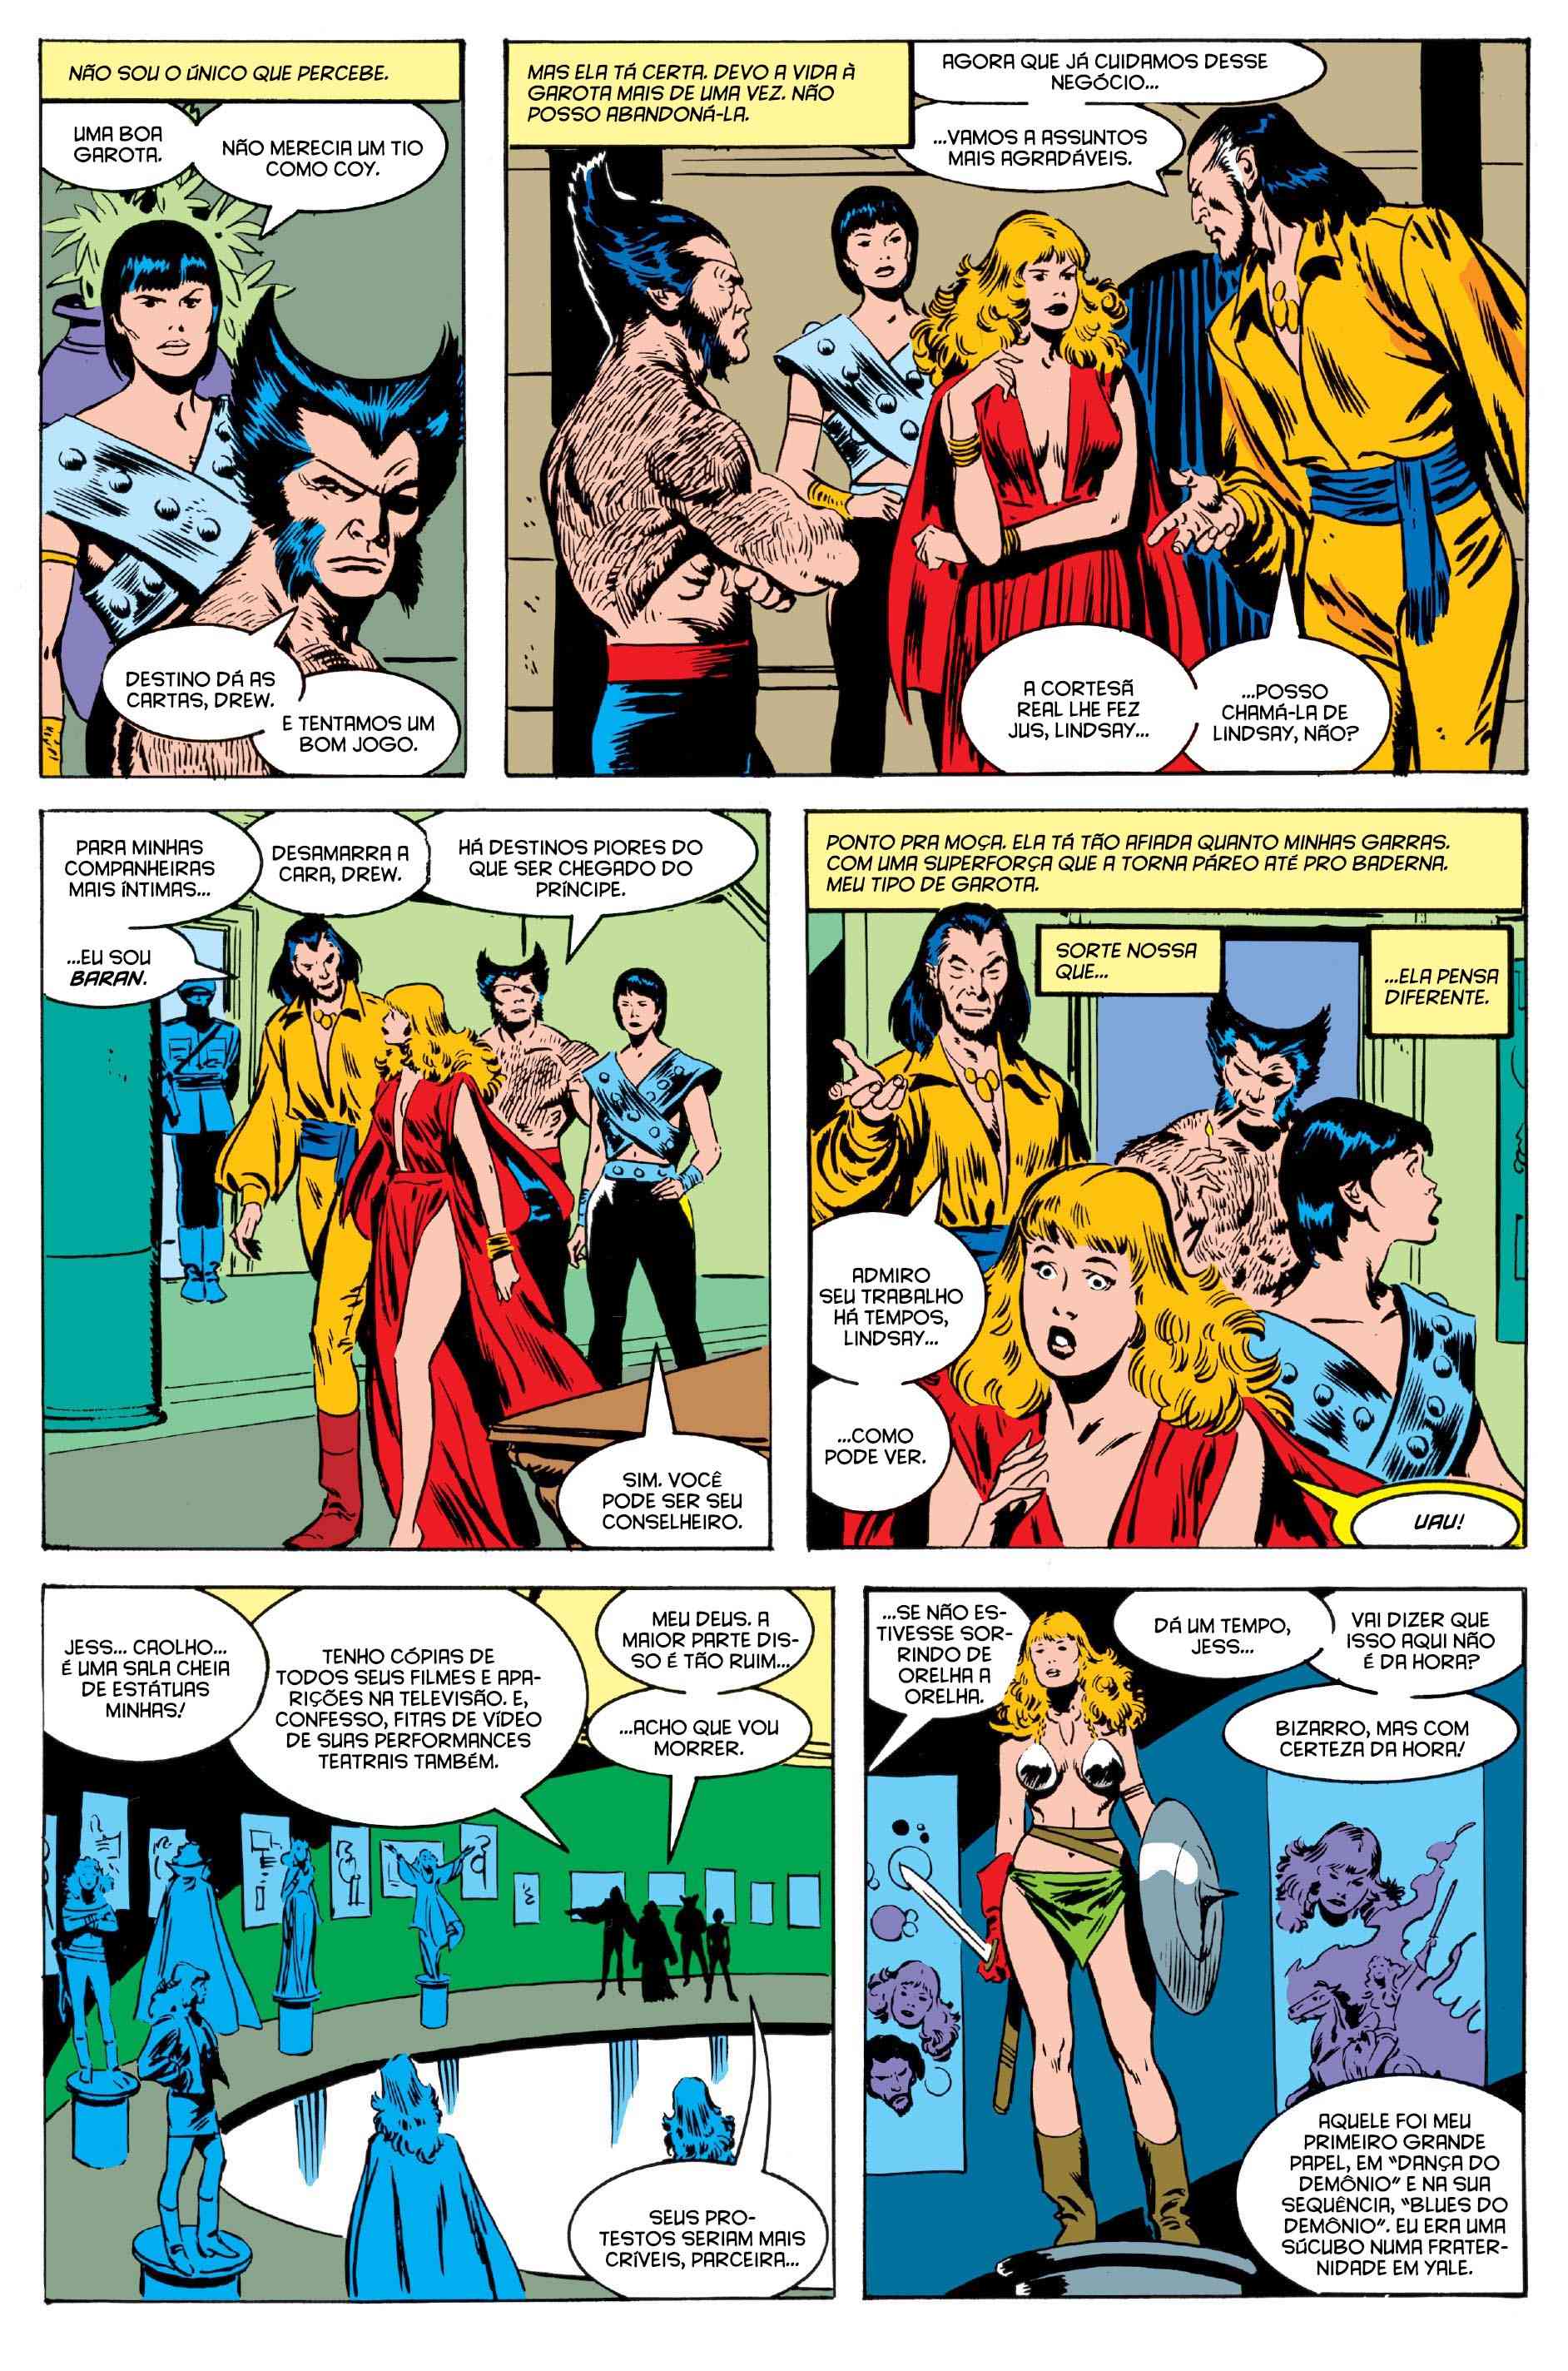 NÃO SOU O ÚNICO QUE PERCEBE.
UMA BOA
GAROTA.
NÃO MERECIA UM TIO
COMO COY.
DESTINO DÁ AS
CARTAS, DREW.
E TENTAMOS UM
BOM JOGO.
MAS ELA TÁ CERTA. DEVO A VIDA À
GAROTA MAIS DE UMA VEZ. NÃO
POSSO ABANDONÁ-LA.
AGORA QUE JÁ CUIDAMOS DESSE
NEGÓCIO...
...VAMOS A ASSUNTOS
MAIS AGRADÁVEIS.
A CORTESÃ
REAL LHE FEZ
JUS, LINDSAY...
...POSSO
CHAMÁ-LA DE
LINDSAY, NÃO?
PARA MINHAS
COMPANHEIRAS
MAIS ÍNTIMAS...
...EU SOU
BARAN.
DESAMARRA A
CARA, DREW.
HÁ DESTINOS PIORES DO
QUE SER CHEGADO DO
PRÍNCIPE.
SIM. VOCÊ
PODE SER SEU
CONSELHEIRO.
PONTO PRA MOÇA. ELA TÁ TÃO AFIADA QUANTO MINHAS GARRAS.
COM UMA SUPERFORÇA QUE A TORNA PÁREO ATÉ PRO BADERNA.
MEU TIPO DE GAROTA.
SORTE NOSSA
QUE...
...ELA PENSA
DIFERENTE.
ADMIRO
SEU TRABALHO
HÁ TEMPOS,
LINDSAY...
...COMO
PODE VER.
UAU!
JESS... CAOLHO...
É UMA SALA CHEIA
DE ESTÁTUAS
MINHAS!
TENHO CÓPIAS DE
TODOS SEUS FILMES E APA-
RIÇÕES NA TELEVISÃO. E,
CONFESSO, FITAS DE VÍDEO
DE SUAS PERFORMANCES
TEATRAIS TAMBÉM.
MEU DEUS. A
MAIOR PARTE DIS-
SO É TÃO RUIM...
...ACHO QUE VOU
MORRER.
SEUS PRO-
TESTOS SERIAM MAIS
CRÍVEIS, PARCEIRA...
...SE NÃO ES-
TIVESSE SOR-
RINDO DE
ORELHA A
ORELHA.
DÁ UM TEMPO,
JESS...
VAI DIZER QUE
ISSO AQUI NÃO
É DA HORA?
BIZARRO, MAS COM
CERTEZA DA HORA!
AQUELE FOI MEU
PRIMEIRO GRANDE
PAPEL, EM "DANÇA DO
DEMÔNIO" E NA SUA
SEQUÊNCIA, "BLUES DO
DEMÔNIO". EU ERA UMA
SÚCUBO NUMA FRATER-
NIDADE EM YALE.